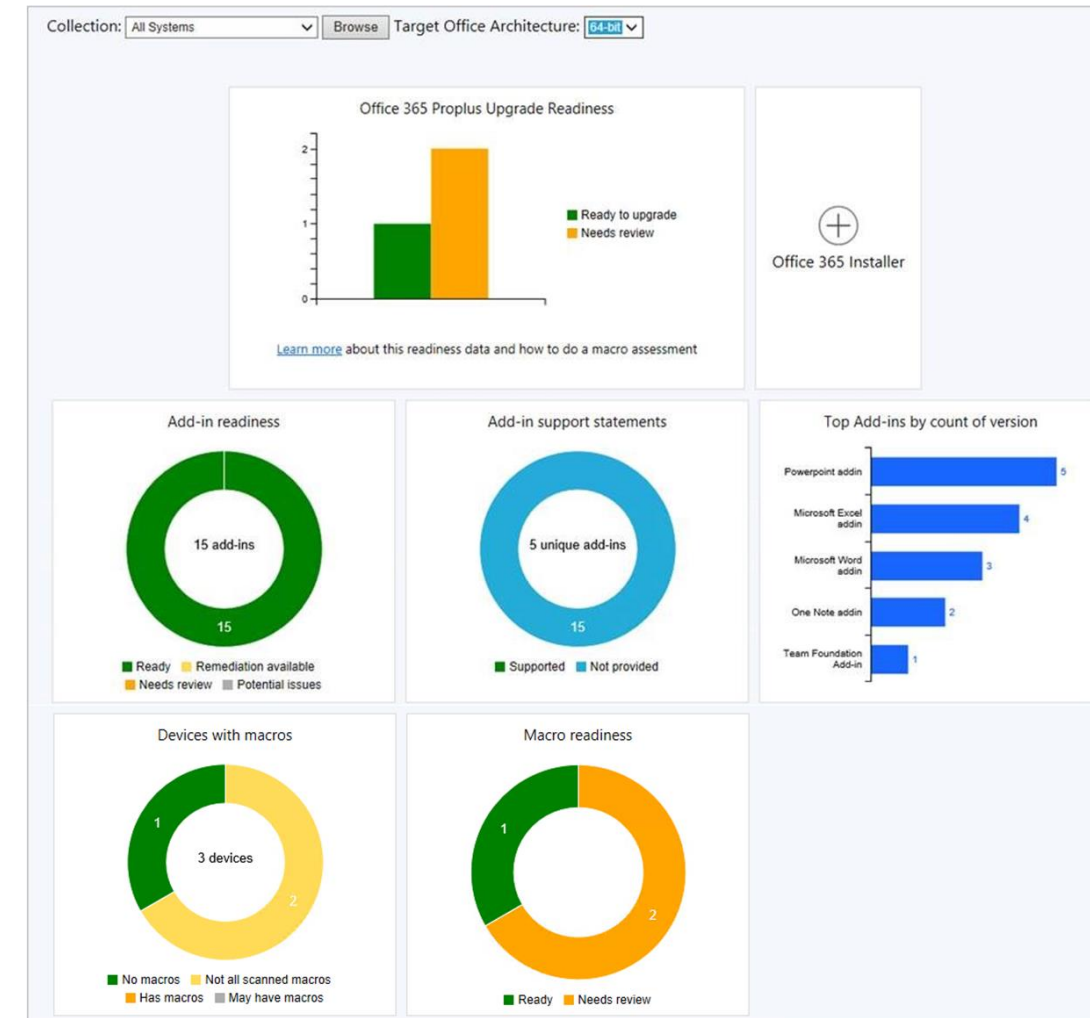 Collection: All Systems Browse Target Office Architecture: 64-bit
Office 365 Proplus Upgrade Readiness
2
1
0
Ready to upgrade
Needs review
Learn more about this readiness data and how to do a macro assessment
Office 365 Installer
Add-in readiness
15 add-ins
15
Ready Remediation available
Needs review Potential issues
Add-in support statements
5 unique add-ins
15
Supported Not provided
Top Add-ins by count of version
Powerpoint addin 5
Microsoft Excel
addin 4
Microsoft Word
addin 3
One Note addin 2
Team Foundation
Add-in 1
Devices with macros
1
3 devices
2
No macros Not all scanned macros
Has macros May have macros
Macro readiness
1
2
Ready Needs review